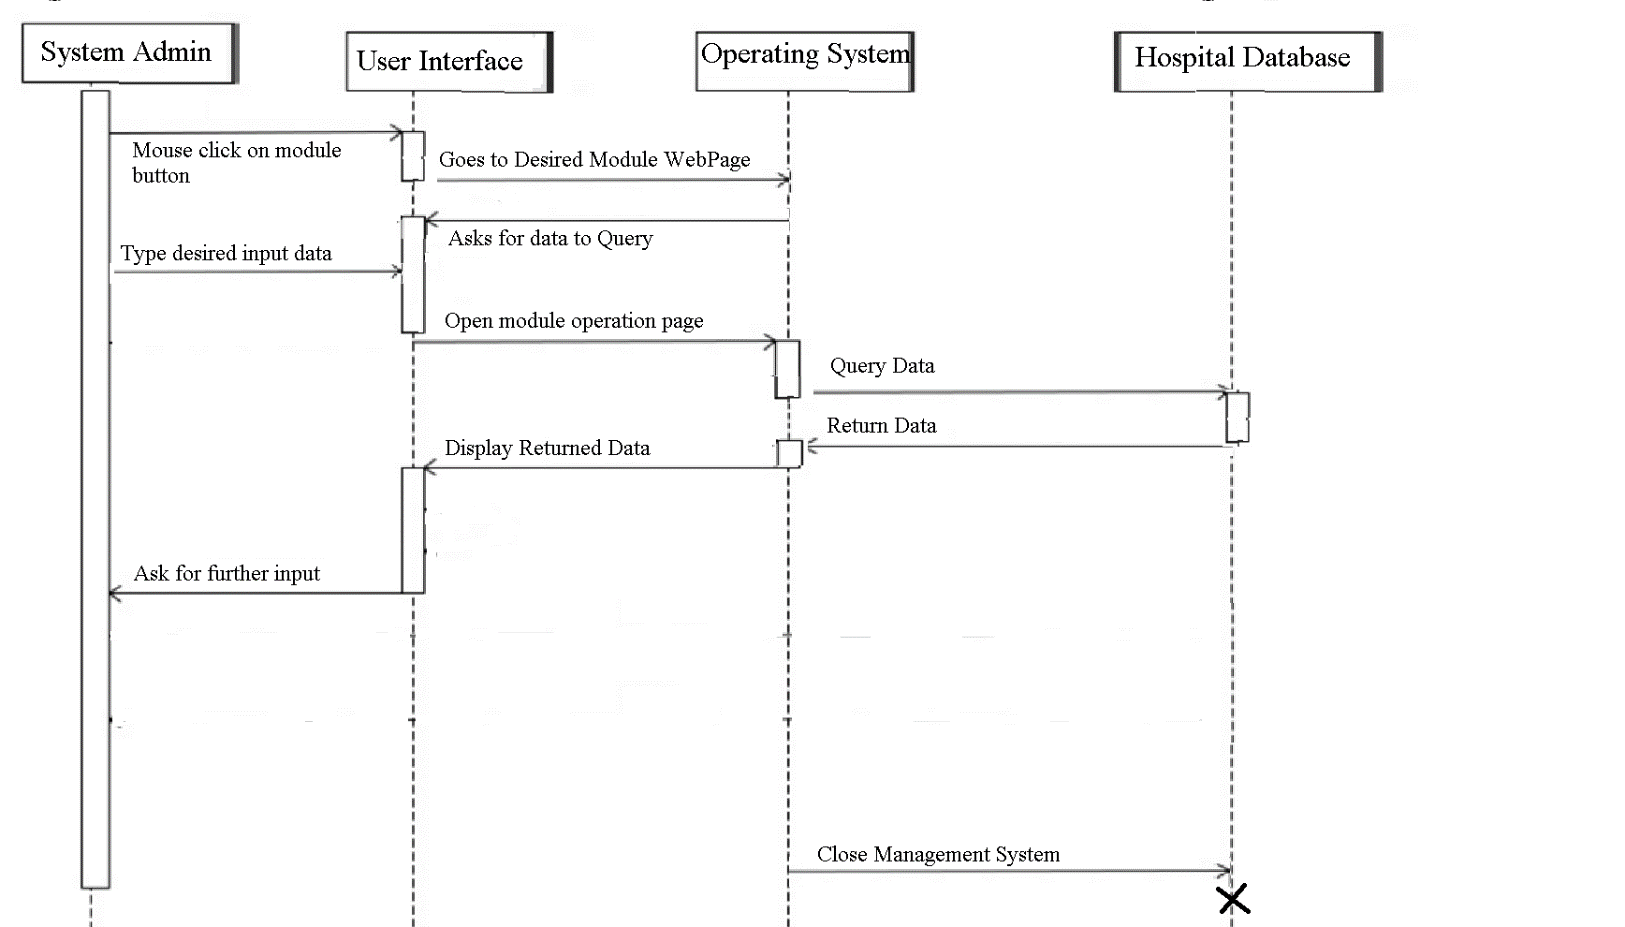 System Admin
User Interface
Operating System
Hospital Database
Mouse click on module
button
Goes to Desired Module WebPage
Asks for data to Query
Type desired input data
Open module operation page
Query Data
Return Data
Display Returned Data
Ask for further input
Close Management System